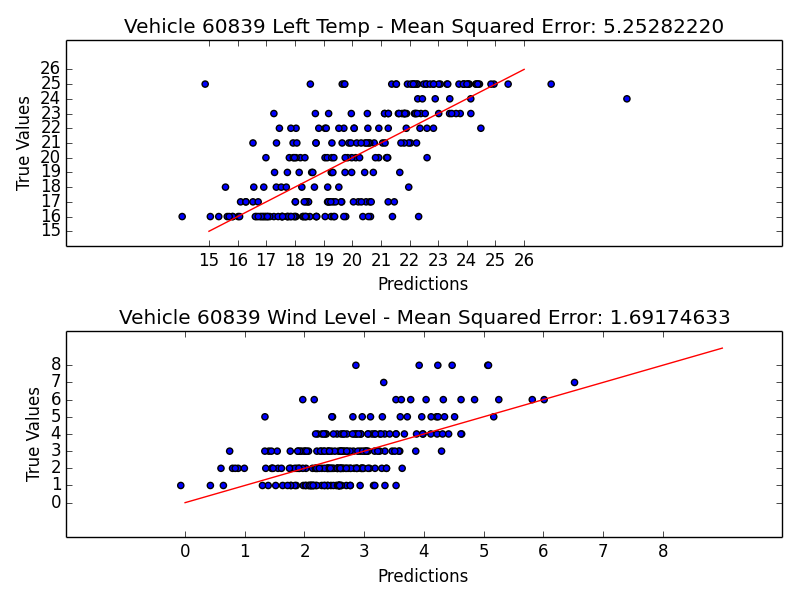 Vehicle 60839 Left Temp - Mean Squared Error: 5.25282220
True Values
26
25
24
23
22
21
20
19
18
17
16
15
15 16 17 18 19 20 21 22 23 24 25 26
Predictions
Vehicle 60839 Wind Level - Mean Squared Error: 1.69174633
True Values
8
7
6
5
4
3
2
1
0
0 1 2 3 4 5 6 7 8
Predictions